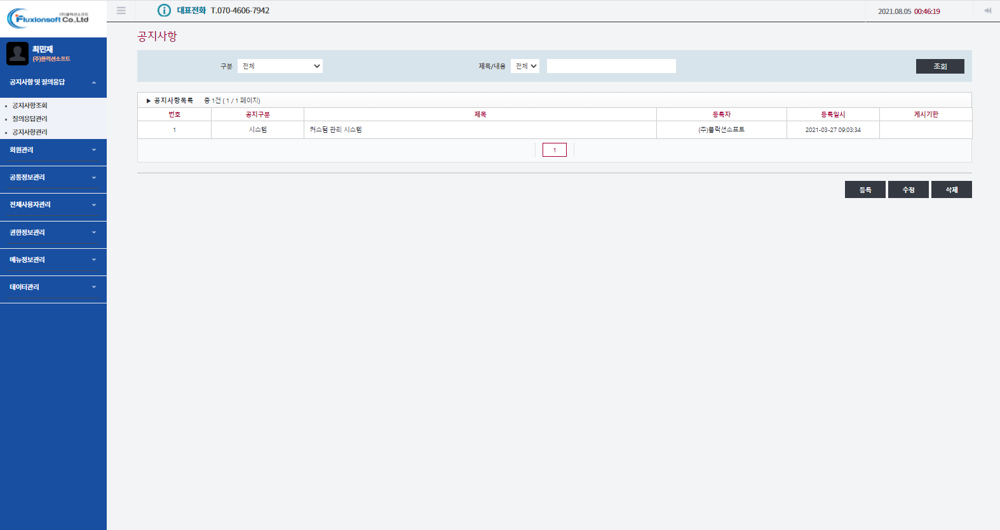 (주)플럭션소프트
Fluxionsoft Co.,Ltd
대표전화 T.070-4606-7942
2021.08.05 00:46:19
최민재
(주)플럭션소프트
공지사항 및 질의응답
공지사항조회
질의응답관리
공지사항관리
회원관리
공통정보관리
전체사용자관리
권한정보관리
메뉴정보관리
데이터관리
공지사항
구분 전체 제목/내용 전체 조회
▶ 공지사항목록 총 1건 ( 1 / 1 페이지)
번호 공지구분 제목 등록자 등록일시 게시기한
1 시스템 커스텀 관리 시스템 (주)플럭션소프트 2021-03-27 09:03:34
1
등록 수정 삭제